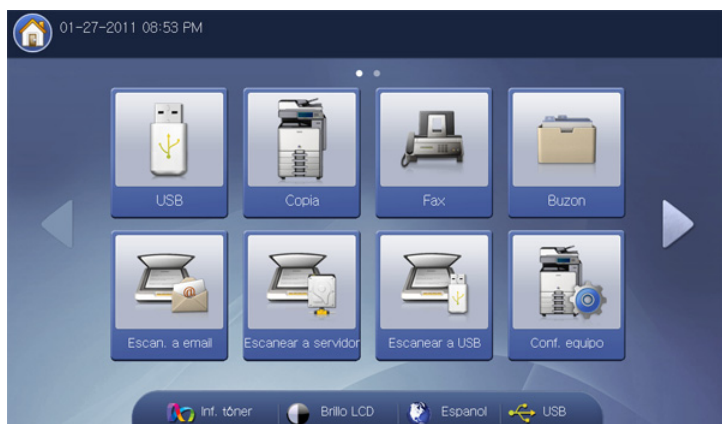 01-27-2011 08:53 PM
USB
Copia
Fax
Buzon
Escan. a email
Escanear a servidor
Escanear a USB
Conf. equipo
Inf. tóner
Brillo LCD
Espanol
USB